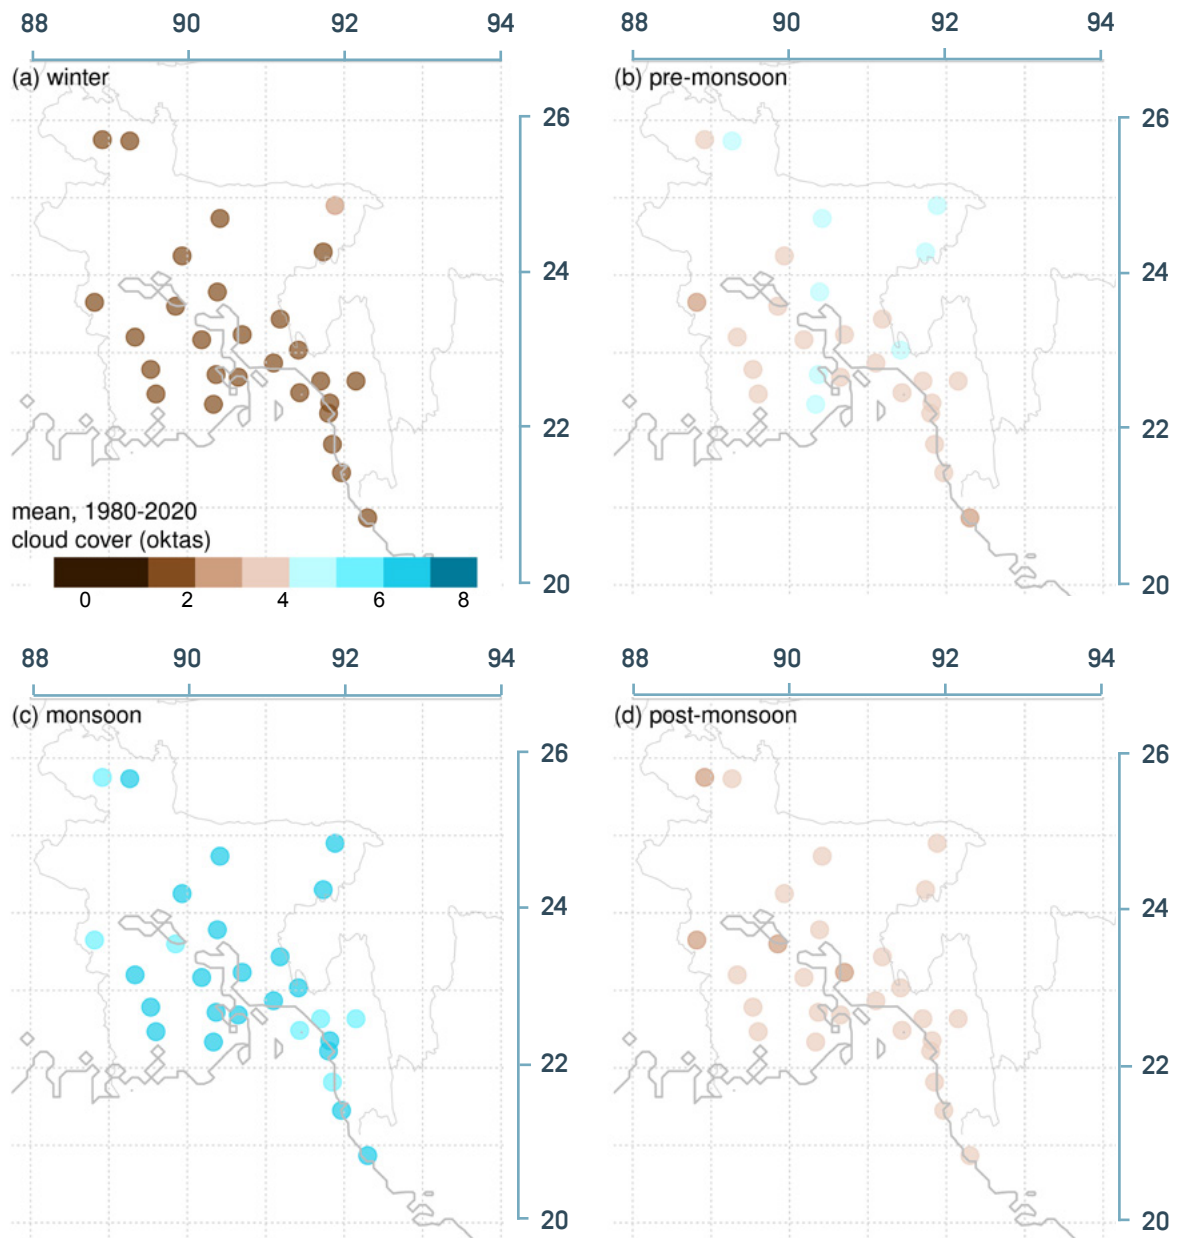 88 90 92 94
88 90 92 94
(a) winter
(b) pre-monsoon
26
26
24
24
22
22
mean, 1980-2020
cloud cover (oktas)
0 2 4 6 8
20
20
88 90 92 94
88 90 92 94
(c) monsoon
(d) post-monsoon
26
26
24
24
22
22
20
20